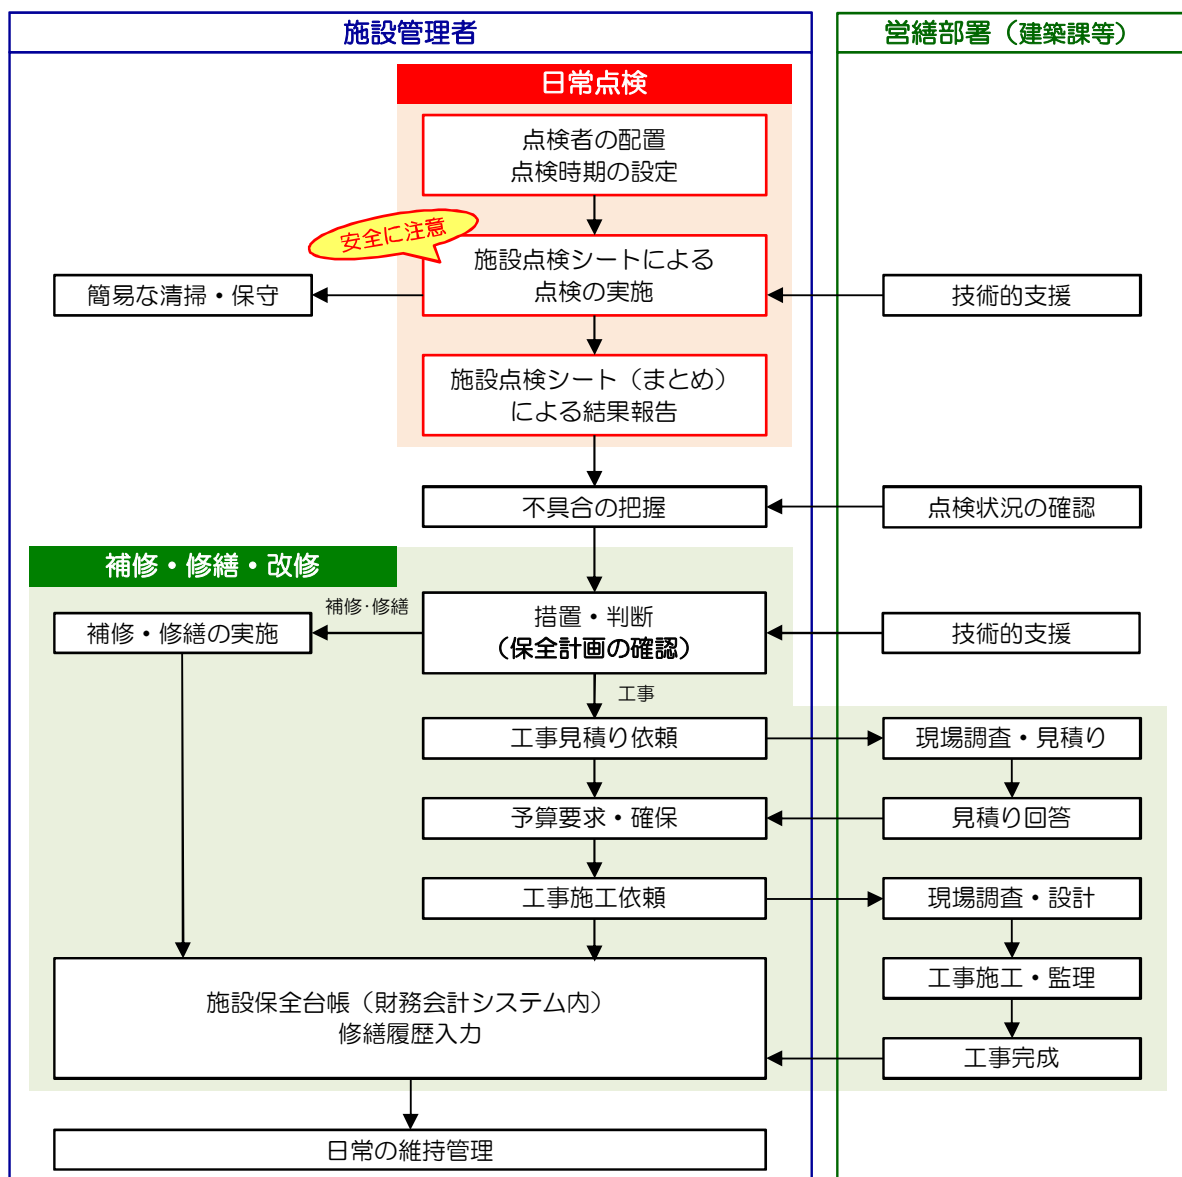 施設管理者
営繕部署（建築課等）
日常点検
点検者の配置
点検時期の設定
安全に注意
施設点検シートによる
点検の実施
簡易な清掃・保守
技術的支援
施設点検シート（まとめ）
による結果報告
不具合の把握
点検状況の確認
補修・修繕・改修
補修・修繕
措置・判断
（保全計画の確認）
補修・修繕の実施
技術的支援
工事
工事見積り依頼
現場調査・見積り
予算要求・確保
見積り回答
工事施工依頼
現場調査・設計
工事施工・監理
施設保全台帳（財務会計システム内）
修繕履歴入力
工事完成
日常の維持管理